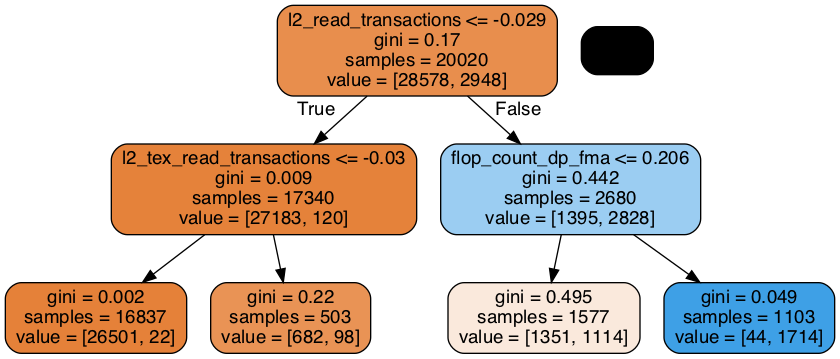 l2_read_transactions <= -0.029
gini = 0.17
samples = 20020
value = [28578, 2948]
True
False
l2_tex_read_transactions <= -0.03
gini = 0.009
samples = 17340
value = [27183, 120]
flop_count_dp_fma <= 0.206
gini = 0.442
samples = 2680
value = [1395, 2828]
gini = 0.002
samples = 16837
value = [26501, 22]
gini = 0.22
samples = 503
value = [682, 98]
gini = 0.495
samples = 1577
value = [1351, 1114]
gini = 0.049
samples = 1103
value = [44, 1714]